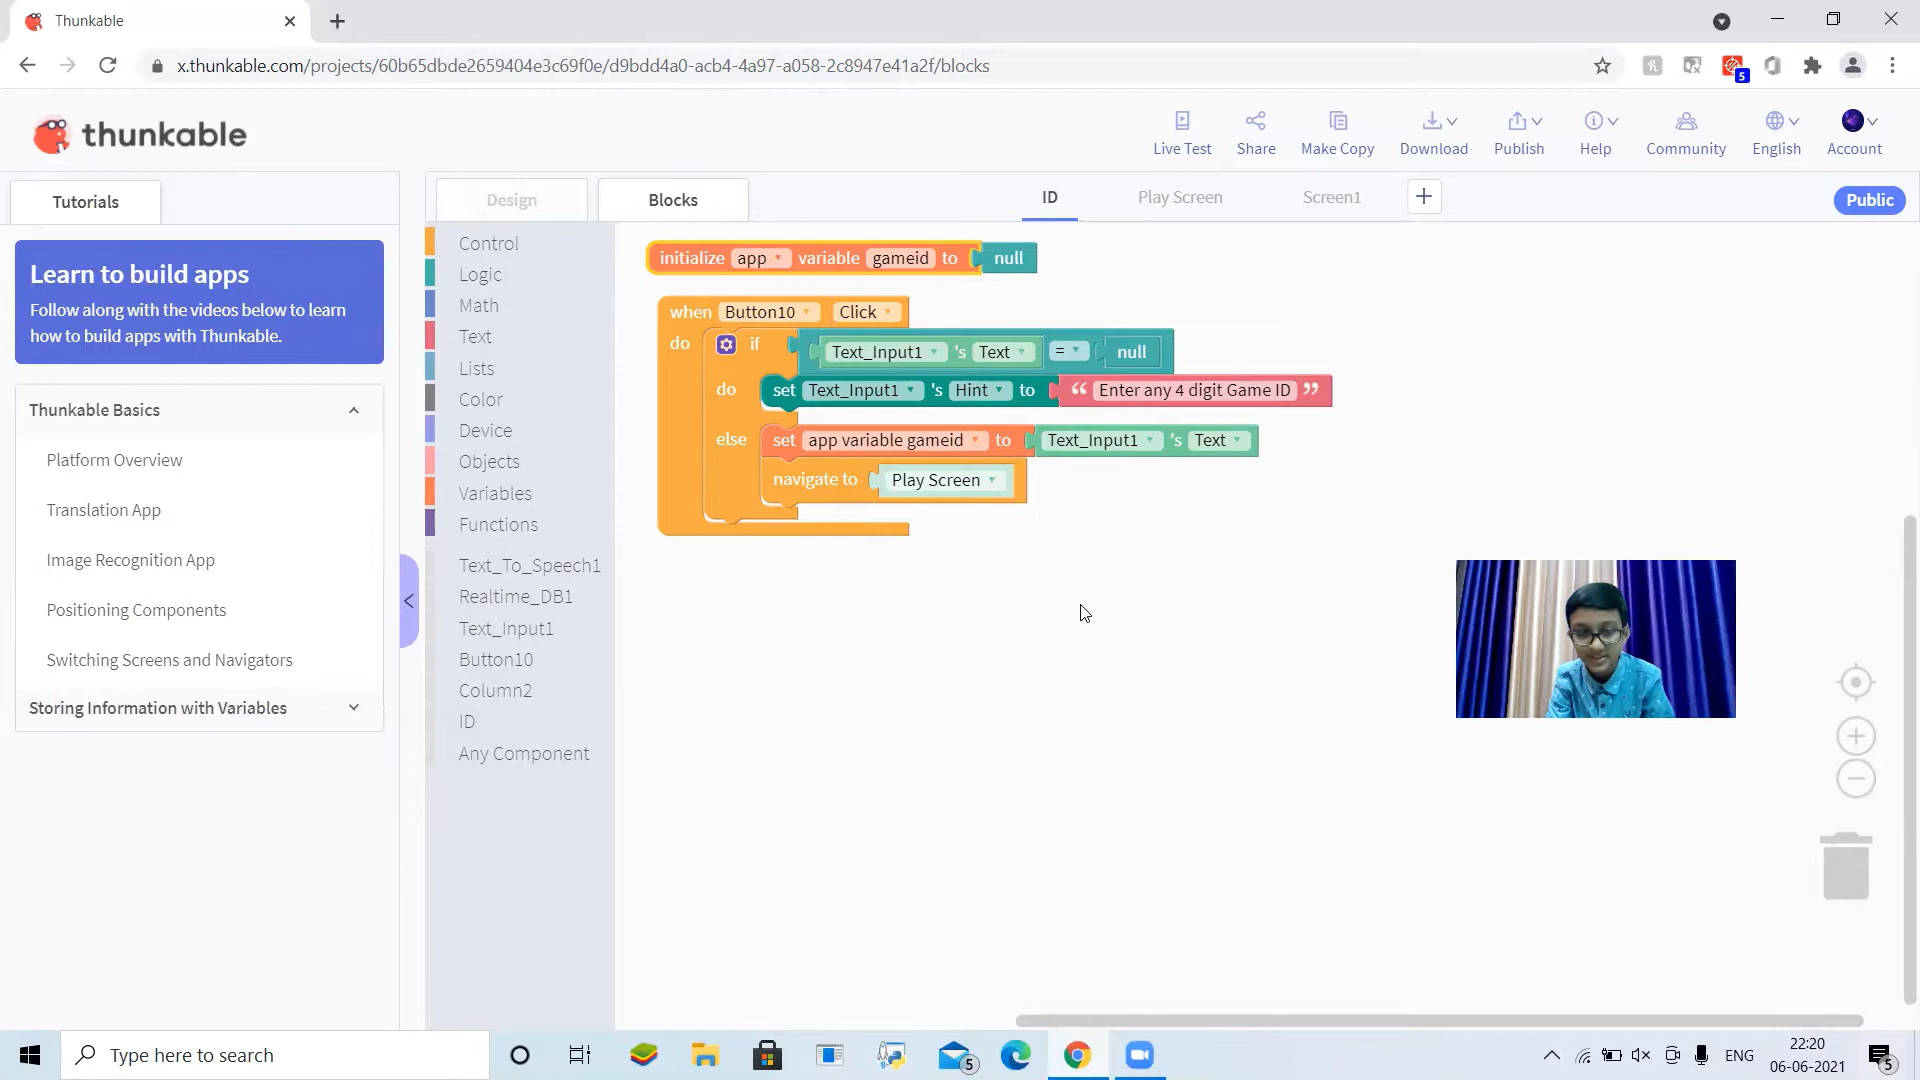 Thunkable
x.thunkable.com/projects/60b65dbde2659404e3c69f0e/d9bdd4a0-acb4-4a97-a058-2c8947e41a2f/blocks
5
thunkable
Live Test
Share
Make Copy
Download
Publish
Help
Community
English
Account
Tutorials
Design
Blocks
ID
Play Screen
Screen1
Public
Learn to build apps
Follow along with the videos below to learn
how to build apps with Thunkable.
Thunkable Basics
Platform Overview
Translation App
Image Recognition App
Positioning Components
Switching Screens and Navigators
Storing Information with Variables
Control
Logic
Math
Text
Lists
Color
Device
Objects
Variables
Functions
Text_To_Speech1
Realtime_DB1
Text_Input1
Button10
Column2
ID
Any Component
initialize app variable gameid to null
when Button10 Click
do if Text_Input1 's Text = null
do set Text_Input1 's Hint to “ Enter any 4 digit Game ID ”
else set app variable gameid to Text_Input1 's Text
navigate to Play Screen
Type here to search
5
ENG
22:20
06-06-2021
5